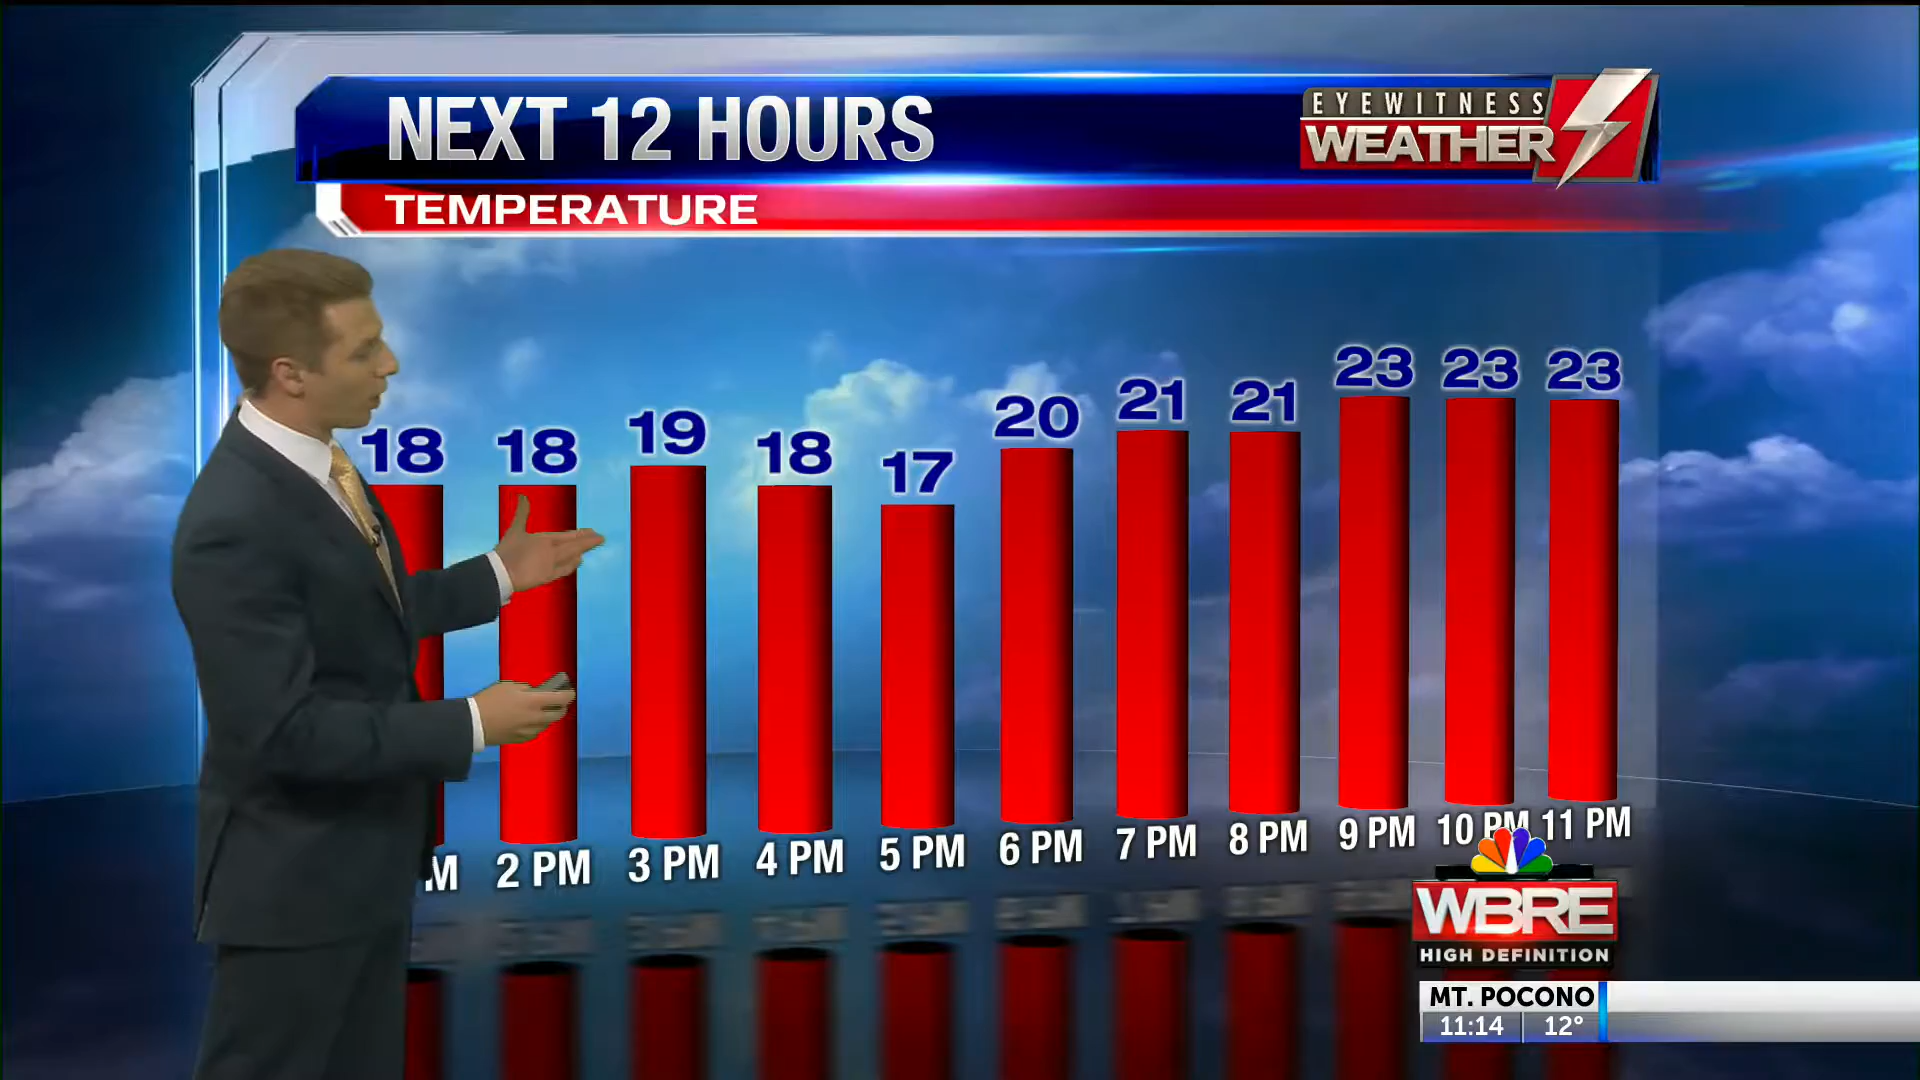 NEXT 12 HOURS
EYEWITNESS
WEATHER
TEMPERATURE
18 18 19 18 17 20 21 21 23 23 23
M 2 PM 3 PM 4 PM 5 PM 6 PM 7 PM 8 PM 9 PM 10 PM 11 PM
WBRE
HIGH DEFINITION
MT. POCONO
11:14 12°